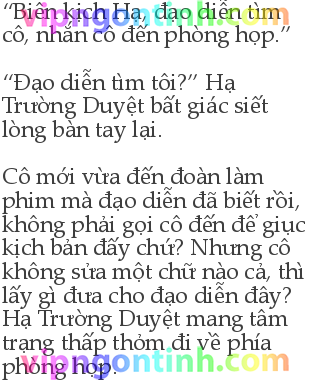 vipngontinh.com
“Biên kịch Hạ, đạo diễn tìm
cô, nhắn cô đến phòng họp.”
“Đạo diễn tìm tôi?” Hạ
Trường Duyệt bất giác siết
lòng bàn tay lại.
Cô mới vừa đến đoàn làm
phim mà đạo diễn đã biết rồi,
không phải gọi cô đến để giục
kịch bản đấy chứ? Nhưng cô
không sửa một chữ nào cả, thì
lấy gì đưa cho đạo diễn đây?
Hạ Trường Duyệt mang tâm
trạng thấp thỏm đi về phía
phòng họp.
vipngontinh.com